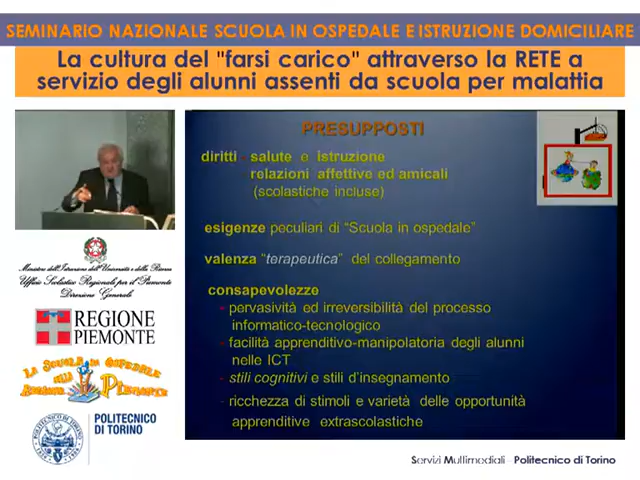 SEMINARIO NAZIONALE SCUOLA IN OSPEDALE E ISTRUZIONE DOMICILIARE
La cultura del "farsi carico" attraverso la RETE a
servizio degli alunni assenti da scuola per malattia
PRESUPPOSTI
diritti - salute e istruzione
relazioni affettive ed amicali
(scolastiche incluse)
esigenze peculiari di "Scuola in ospedale"
valenza "terapeutica" del collegamento
consapevolezze
- pervasività ed irreversibilità del processo
informatico-tecnologico
- facilità apprenditivo-manipolatoria degli alunni
nelle ICT
- stili cognitivi e stili d'insegnamento
- ricchezza di stimoli e varietà delle opportunità
apprenditive extrascolastiche
Ministero dell'Istruzione dell'Università e della Ricerca
Ufficio Scolastico Regionale per il Piemonte
Direzione Generale
REGIONE
PIEMONTE
La Scuola in Ospedale
Piemonte
POLITECNICO
DI TORINO
Servizi Multimediali - Politecnico di Torino